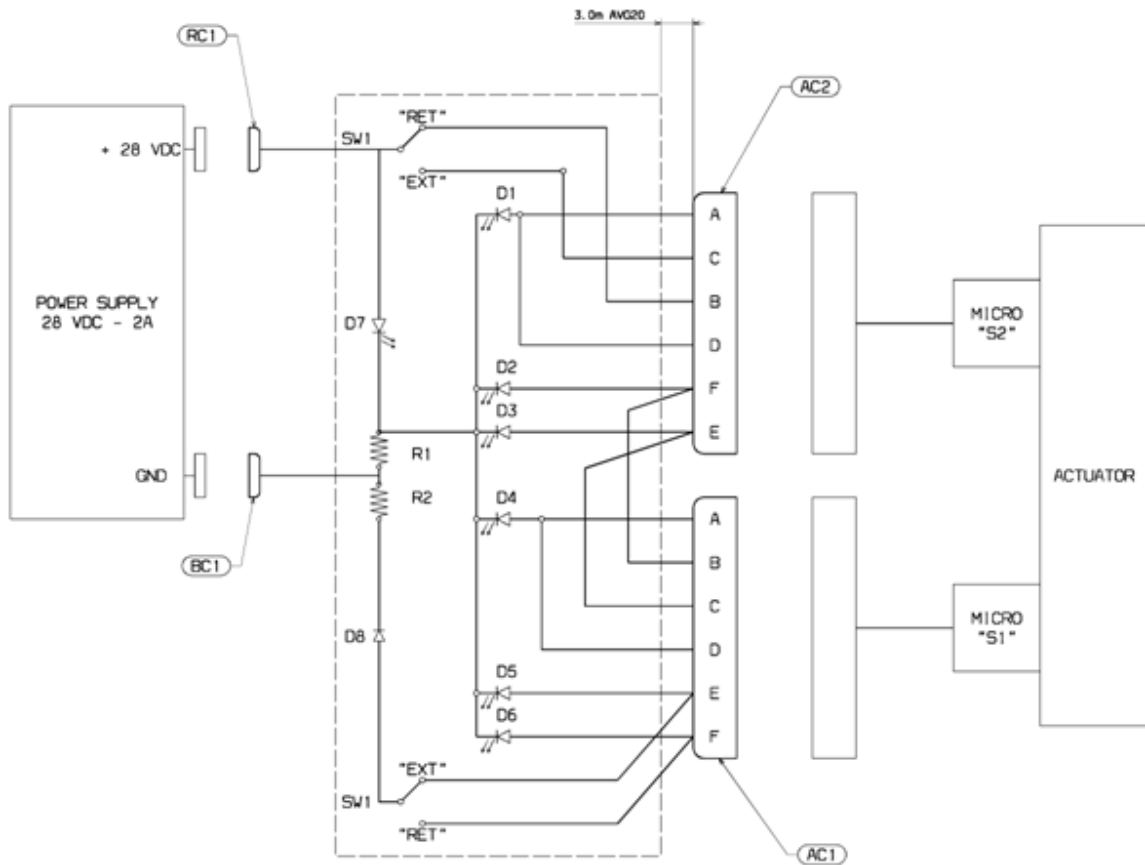 3.0m AVG20
RC1
AC2
"RET"
SW1
+ 28 VDC
"EXT"
D1
A
C
B
POWER SUPPLY
28 VDC - 2A
D7
MICRO
"S2"
D
D2
F
D3
E
R1
GND
ACTUATOR
R2
D4
A
B
BC1
C
MICRO
"S1"
D8
D
D5
E
D6
F
"EXT"
SW1
"RET"
AC1